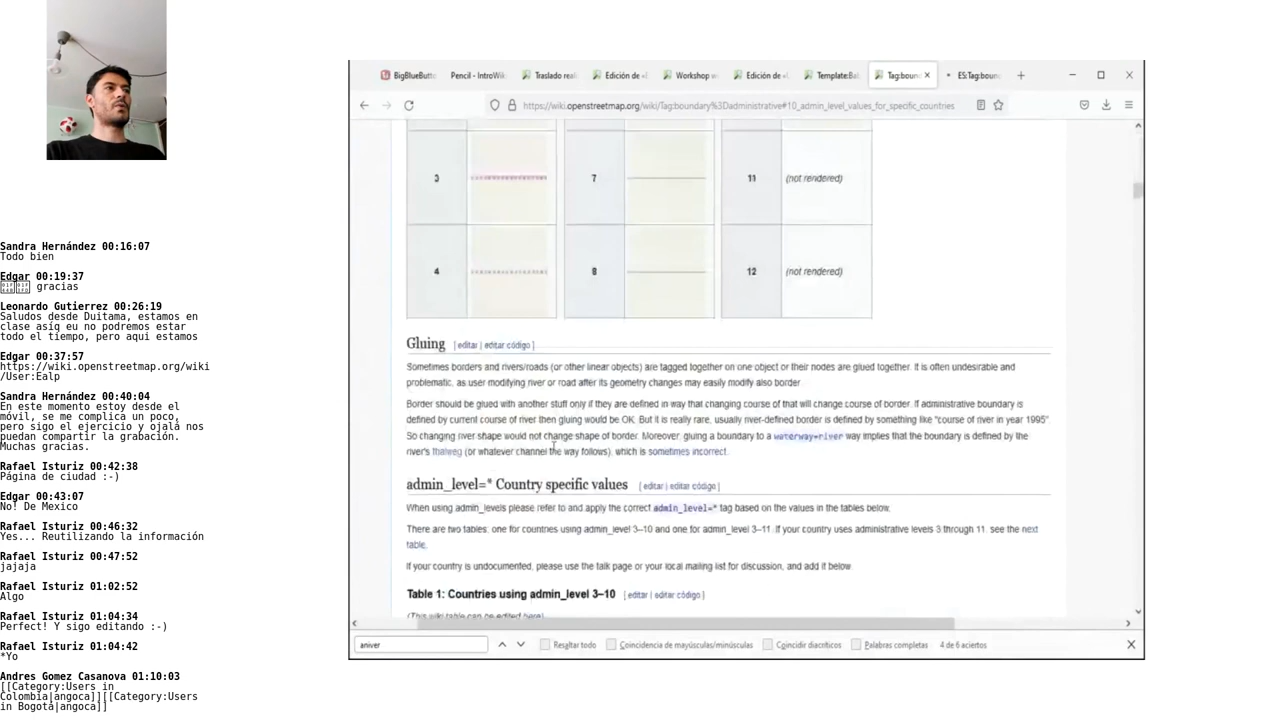 Sandra Hernández 00:16:07
Todo bien
Edgar 00:19:37
gracias
Leonardo Gutierrez 00:26:19
Saludos desde Duitama, estamos en
clase asíg eu no podremos estar
todo el tiempo, pero aqui estamos
Edgar 00:37:57
https://wiki.openstreetmap.org/wiki
/User:Ealp
Sandra Hernández 00:40:04
En este momento estoy desde el
móvil, se me complica un poco,
pero sigo el ejercicio y ojalá nos
puedan compartir la grabación.
Muchas gracias.
Rafael Isturiz 00:42:38
Página de ciudad :-)
Edgar 00:43:07
No! De Mexico
Rafael Isturiz 00:46:32
Yes... Reutilizando la información
Rafael Isturiz 00:47:52
jajaja
Rafael Isturiz 01:02:52
Algo
Rafael Isturiz 01:04:34
Perfect! Y sigo editando :-)
Rafael Isturiz 01:04:42
*Yo
Andres Gomez Casanova 01:10:03
[[Category:Users in
Colombia|angoca]][[Category:Users
in Bogotá|angoca]]
BigBlueButt Pencil - IntroWiki Traslado real Edición de «I Workshop w Edición de «I Template:Bal Tag:boun ES:Tag:boun
https://wiki.openstreetmap.org/wiki/Tag:boundary%3Dadministrative#10_admin_level_values_for_specific_countries
3 7 11 (not rendered)
4 8 12 (not rendered)
Gluing [editar | editar código]
Sometimes borders and rivers/roads (or other linear objects) are tagged together on one object or their nodes are glued together. It is often undesirable and
problematic, as user modifying river or road after its geometry changes may easily modify also border.
Border should be glued with another stuff only if they are defined in way that changing course of that will change course of border. If administrative boundary is
defined by current course of river then gluing would be OK. But it is really rare, usually river-defined border is defined by something like "course of river in year 1995".
So changing river shape would not change shape of border. Moreover, gluing a boundary to a waterway=river way implies that the boundary is defined by the
river's thalweg (or whatever channel the way follows), which is sometimes incorrect.
admin_level=* Country specific values [editar | editar código]
When using admin_levels please refer to and apply the correct admin_level=* tag based on the values in the tables below.
There are two tables: one for countries using admin_level 3–10 and one for admin_level 3–11. If your country uses administrative levels 3 through 11, see the next
table.
If your country is undocumented, please use the talk page or your local mailing list for discussion, and add it below
Table 1: Countries using admin_level 3–10 [editar | editar código]
(This wiki table can be edited here)
aniver Resaltar todo Coincidencia de mayúsculas/minúsculas Coincidir diacríticos Palabras completas 4 de 6 aciertos